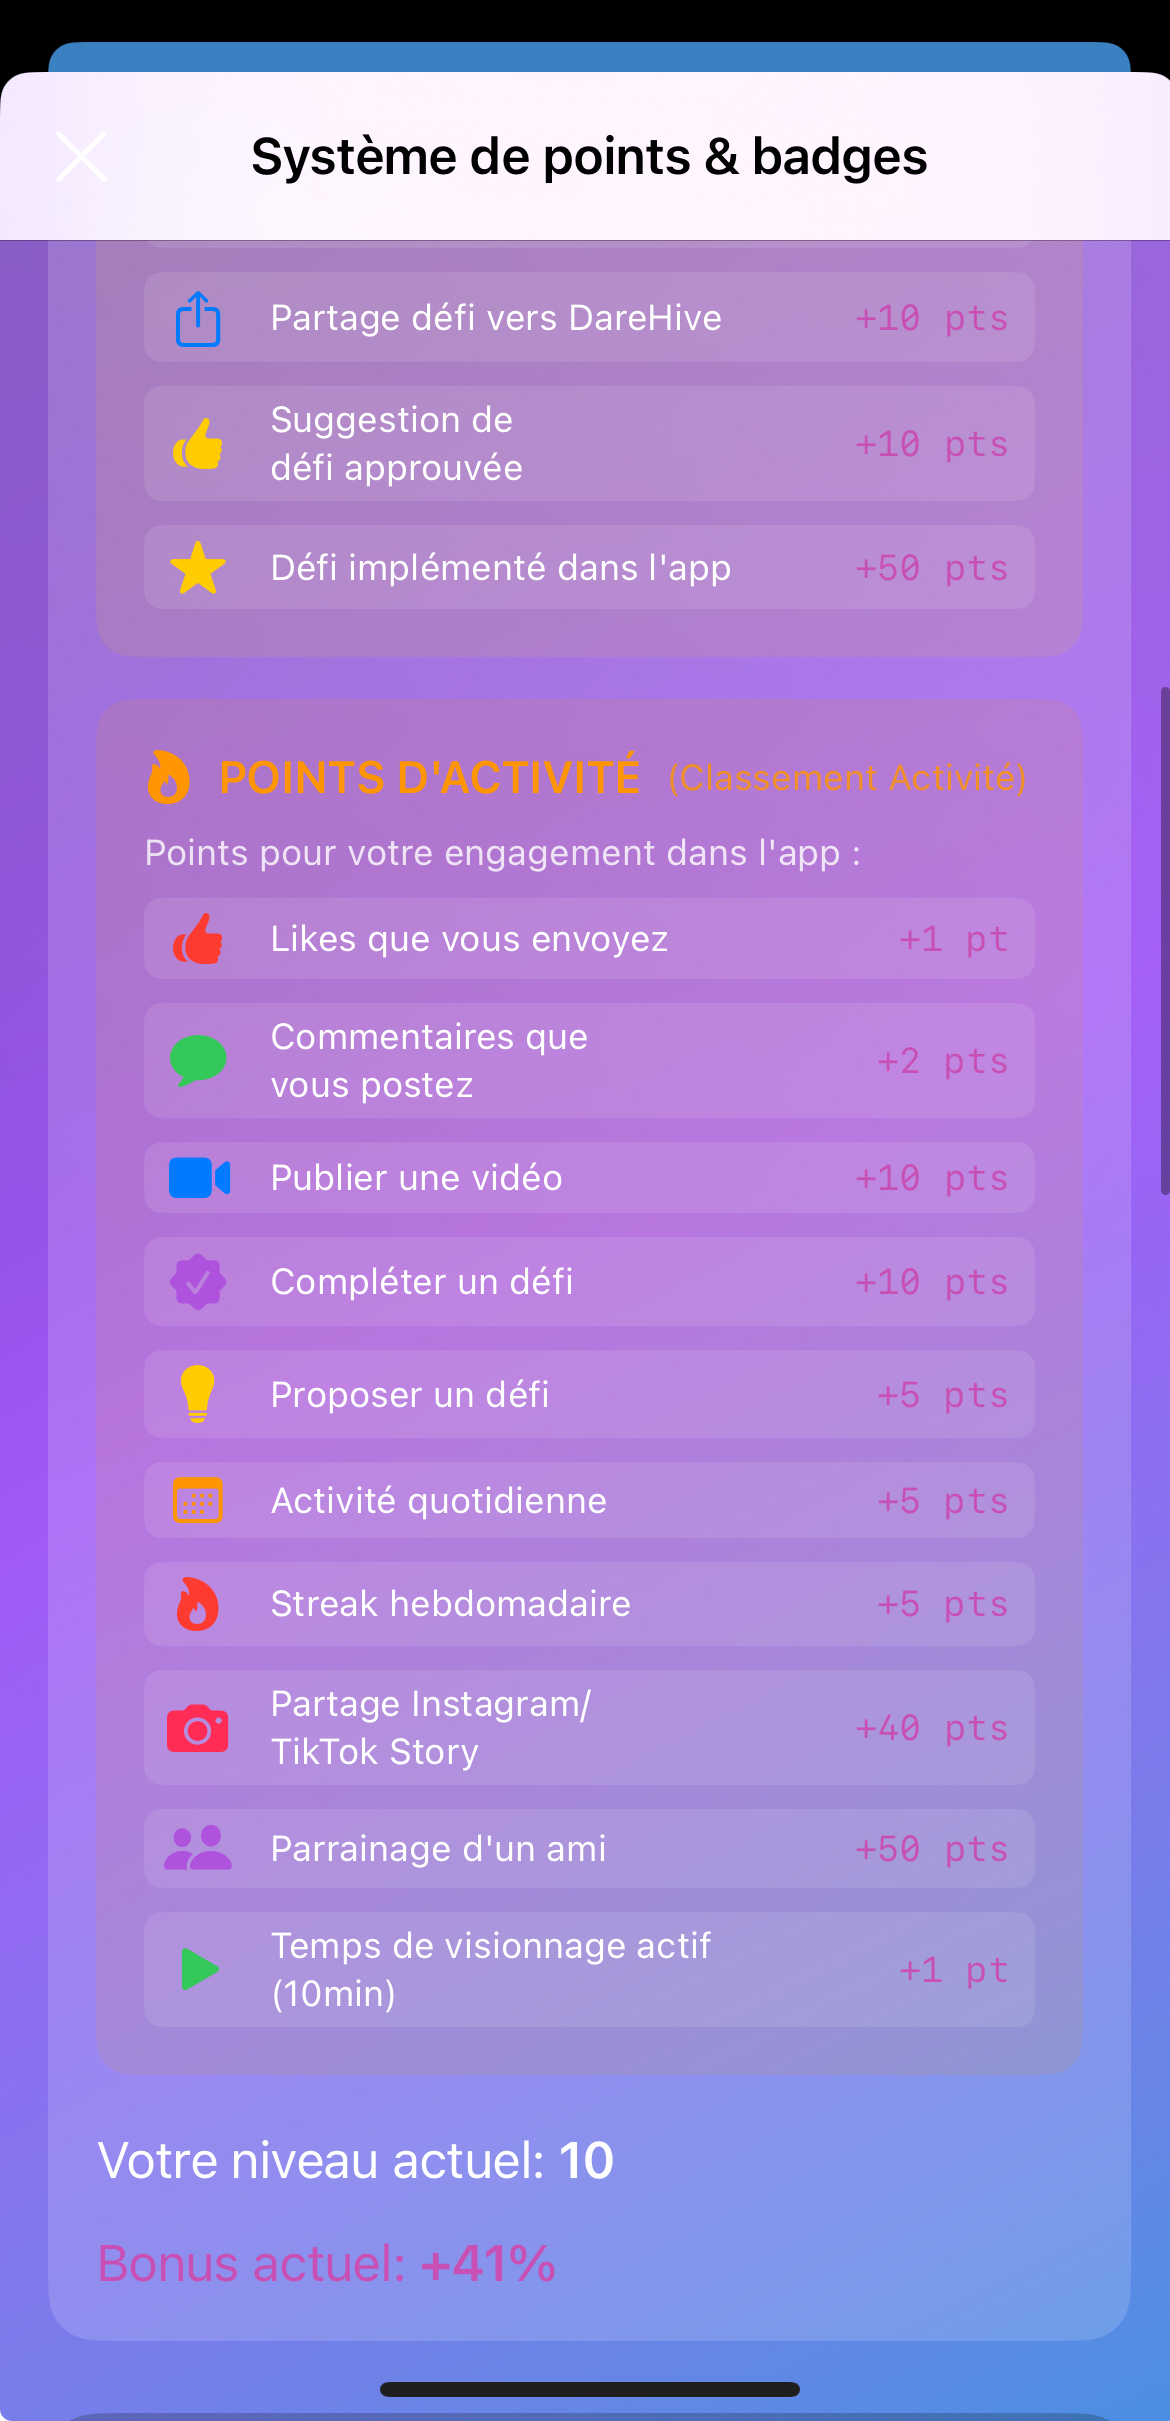 Système de points & badges
Partage défi vers DareHive +10 pts
Suggestion de
défi approuvée +10 pts
Défi implémenté dans l'app +50 pts
POINTS D'ACTIVITÉ (Classement Activité)
Points pour votre engagement dans l'app :
Likes que vous envoyez +1 pt
Commentaires que
vous postez +2 pts
Publier une vidéo +10 pts
Compléter un défi +10 pts
Proposer un défi +5 pts
Activité quotidienne +5 pts
Streak hebdomadaire +5 pts
Partage Instagram/
TikTok Story +40 pts
Parrainage d'un ami +50 pts
Temps de visionnage actif
(10min) +1 pt
Votre niveau actuel: 10
Bonus actuel: +41%